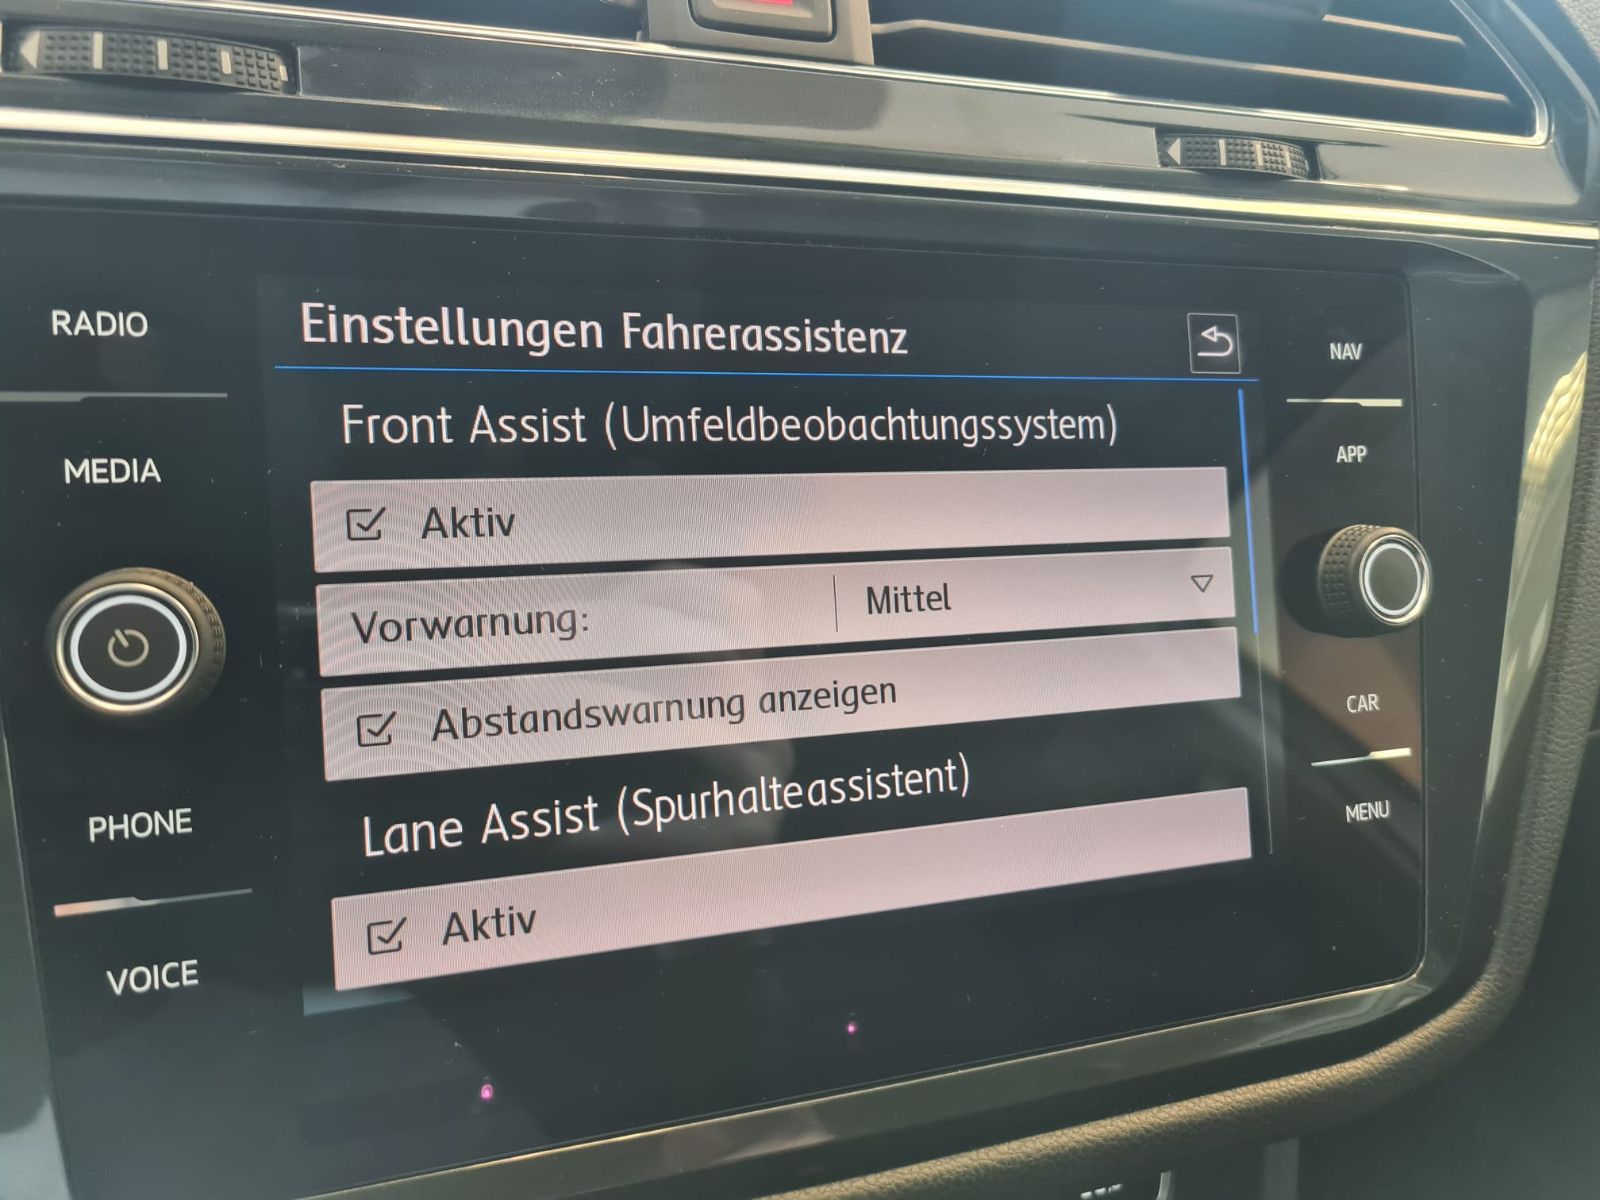 RADIO
MEDIA
PHONE
VOICE
Einstellungen Fahrerassistenz
Front Assist (Umfeldbeobachtungssystem)
Aktiv
Vorwarnung: Mittel
Abstandswarnung anzeigen
Lane Assist (Spurhalteassistent)
Aktiv
NAV
APP
CAR
MENU